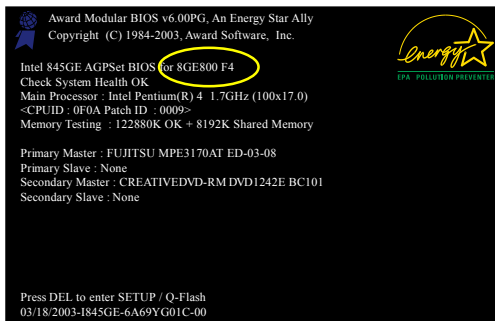 Award Modular BIOS v6.00PG, An Energy Star Ally
Copyright (C) 1984-2003, Award Software, Inc.
energy
EPA POLLUTION PREVENTER
Intel 845GE AGPSet BIOS for 8GE800 F4
Check System Health OK
Main Processor : Intel Pentium(R) 4 1.7GHz (100x17.0)
<CPUID : 0F0A Patch ID : 0009>
Memory Testing : 122880K OK + 8192K Shared Memory
Primary Master : FUJITSU MPE3170AT ED-03-08
Primary Slave : None
Secondary Master : CREATIVEDVD-RM DVD1242E BC101
Secondary Slave : None
Press DEL to enter SETUP / Q-Flash
03/18/2003-I845GE-6A69YG01C-00